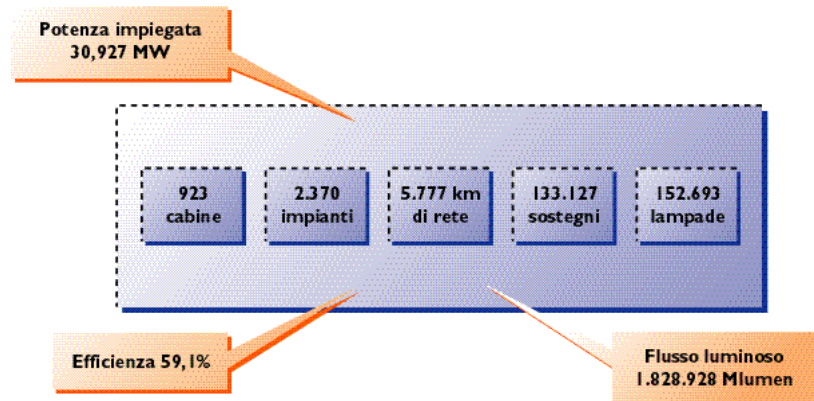 Potenza impiegata
30,927 MW
923
cabine
2.370
impianti
5.777 km
di rete
133.127
sostegni
152.693
lampade
Efficienza 59,1%
Flusso luminoso
1.828.928 Mlumen